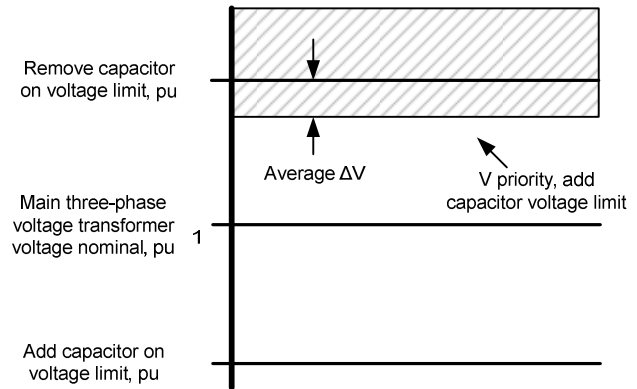 Remove capacitor
on voltage limit, pu
Average ΔV
V priority, add
capacitor voltage limit
Main three-phase
voltage transformer
voltage nominal, pu
1
Add capacitor on
voltage limit, pu